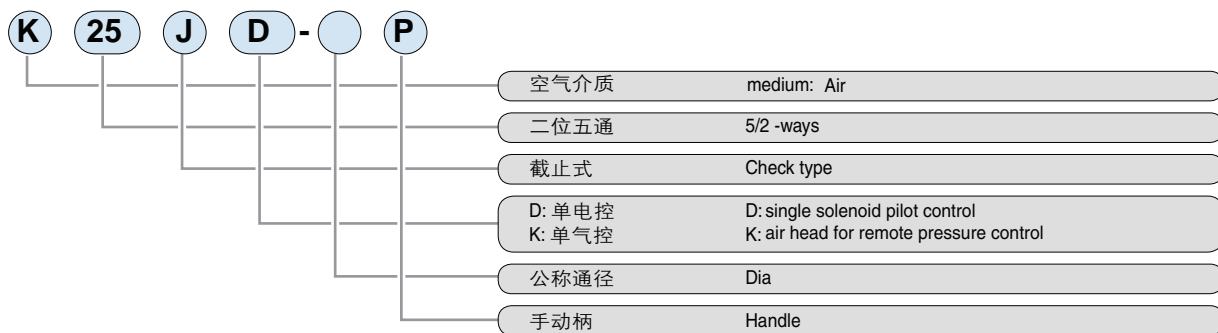 K 25 J D - P
空气介质 medium: Air
二位五通 5/2 -ways
截止式 Check type
D: 单电控 D: single solenoid pilot control
K: 单气控 K: air head for remote pressure control
公称通径 Dia
手动柄 Handle